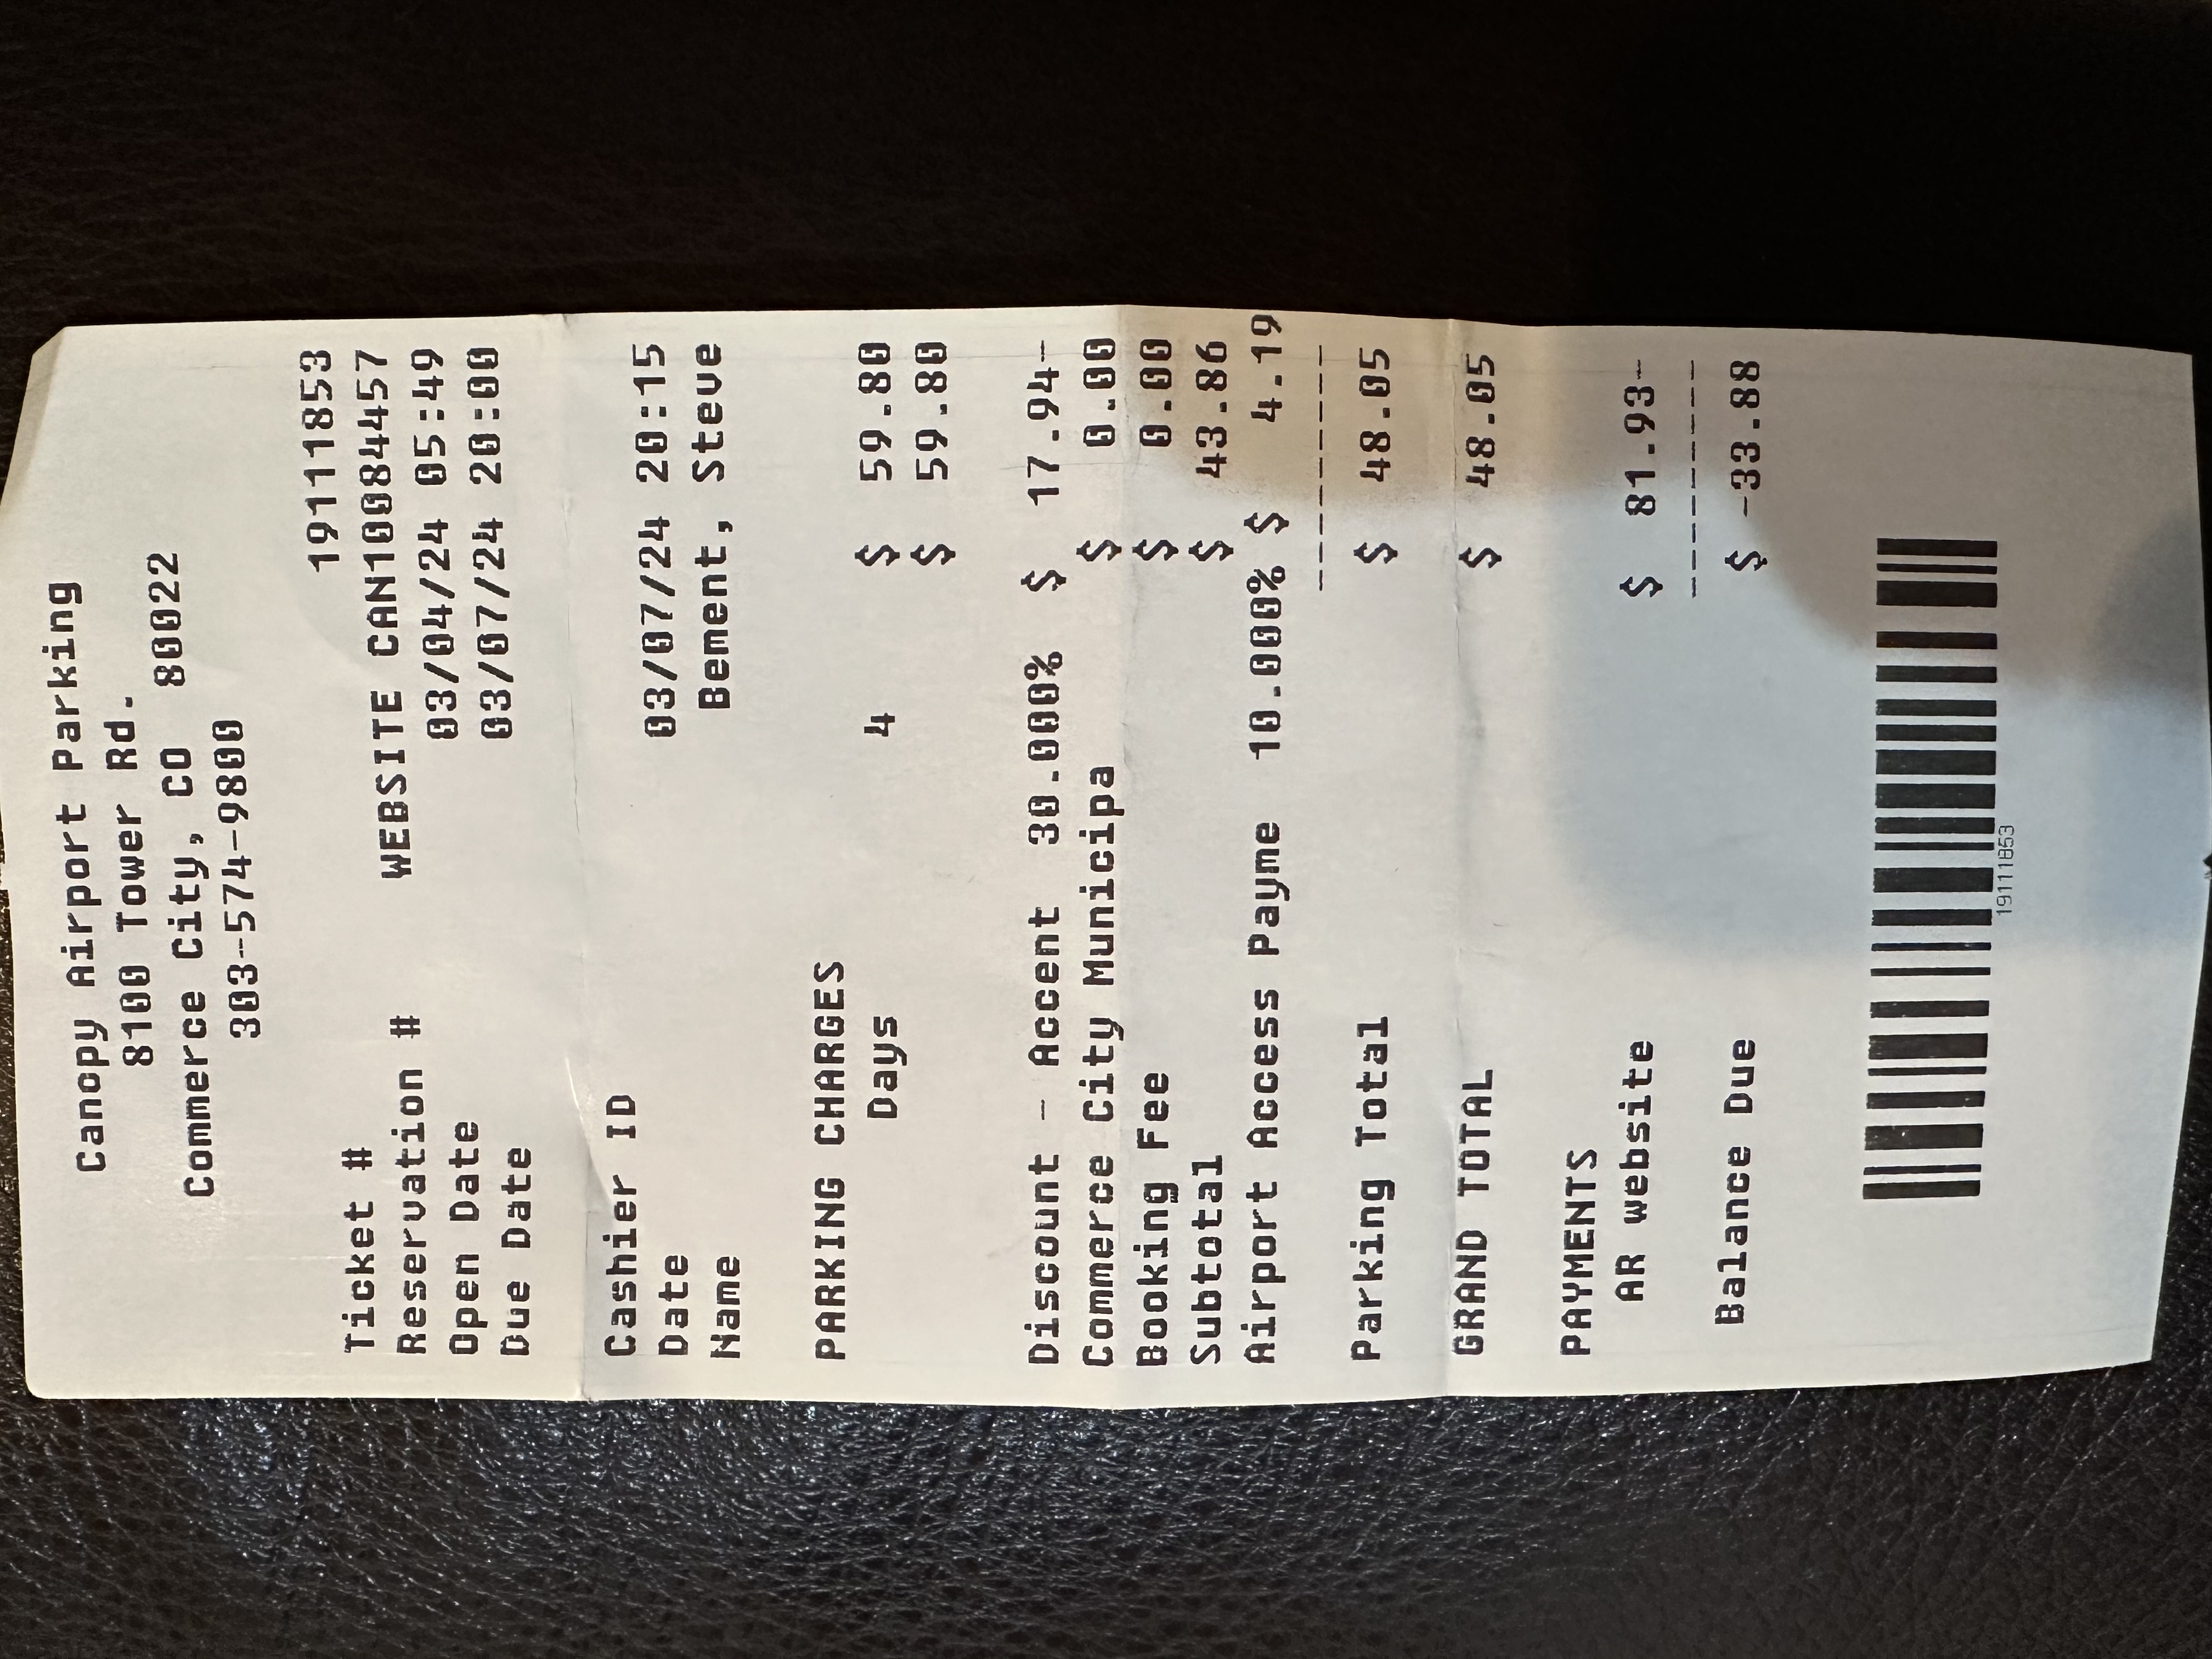 Canopy Airport Parking
8100 Tower Rd.
Commerce City, CO 80022
303-574-9800
Ticket # 19111853
Reservation # WEBSITE CAN10084457
Open Date 03/04/24 05:49
Due Date 03/07/24 20:00
Cashier ID
Date 03/07/24 20:15
Name Bement, Steve
PARKING CHARGES
Days 4 $ 59.80
$ 59.80
Discount - Accent 30.000% $ 17.94-
Commerce City Municipa $ 0.00
Booking Fee $ 0.00
Subtotal $ 43.86
Airport Access Payme 10.000% $ 4.19
---------
Parking Total $ 48.05
GRAND TOTAL $ 48.05
PAYMENTS
AR website $ 81.93-
---------
Balance Due $ -33.88
19111853